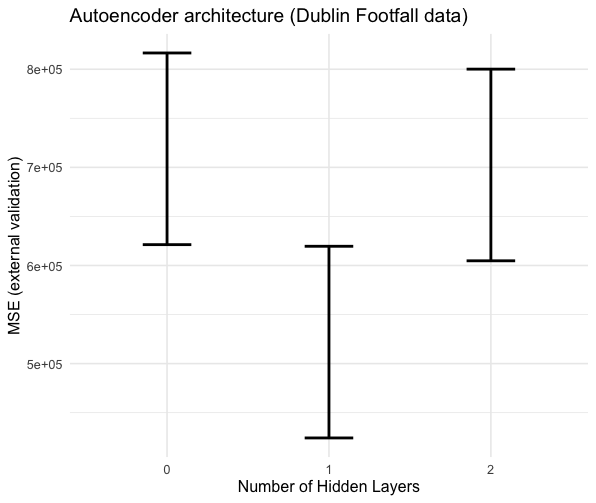 Autoencoder architecture (Dublin Footfall data)
8e+05
7e+05
6e+05
5e+05
MSE (external validation)
0 1 2
Number of Hidden Layers